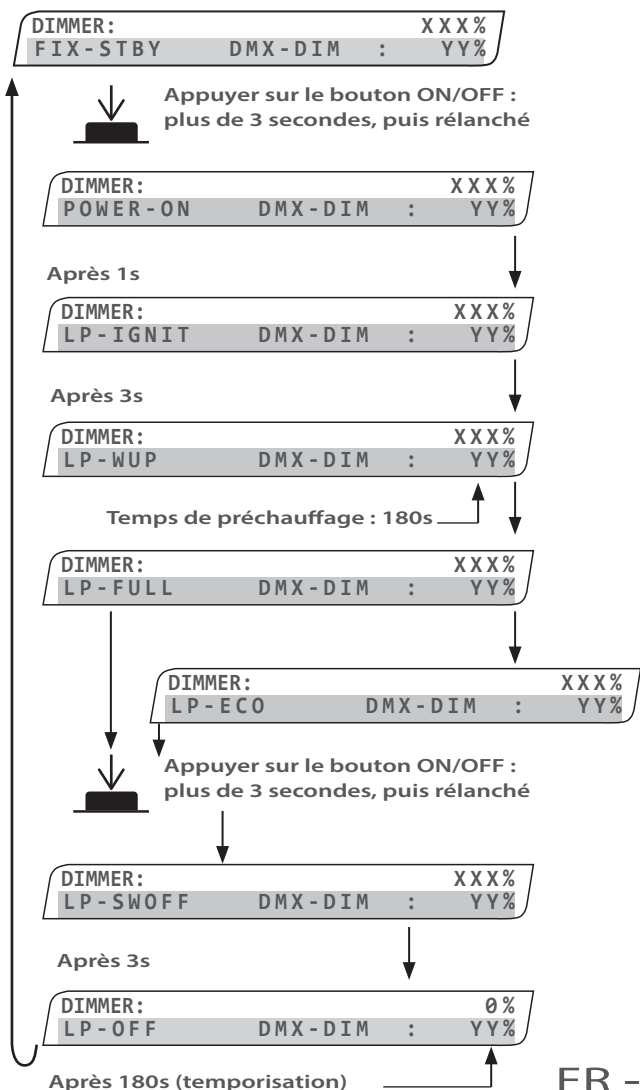 DIMMER: XXX%
FIX-STBY DMX-DIM : YY%
Appuyer sur le bouton ON/OFF :
plus de 3 secondes, puis rélanché
DIMMER: XXX%
POWER-ON DMX-DIM : YY%
Après 1s
DIMMER: XXX%
LP-IGNIT DMX-DIM : YY%
Après 3s
DIMMER: XXX%
LP-WUP DMX-DIM : YY%
Temps de préchauffage : 180s
DIMMER: XXX%
LP-FULL DMX-DIM : YY%
DIMMER: XXX%
LP-ECO DMX-DIM : YY%
Appuyer sur le bouton ON/OFF :
plus de 3 secondes, puis rélanché
DIMMER: XXX%
LP-SWOFF DMX-DIM : YY%
Après 3s
DIMMER: 0%
LP-OFF DMX-DIM : YY%
Après 180s (temporisation)
FR -